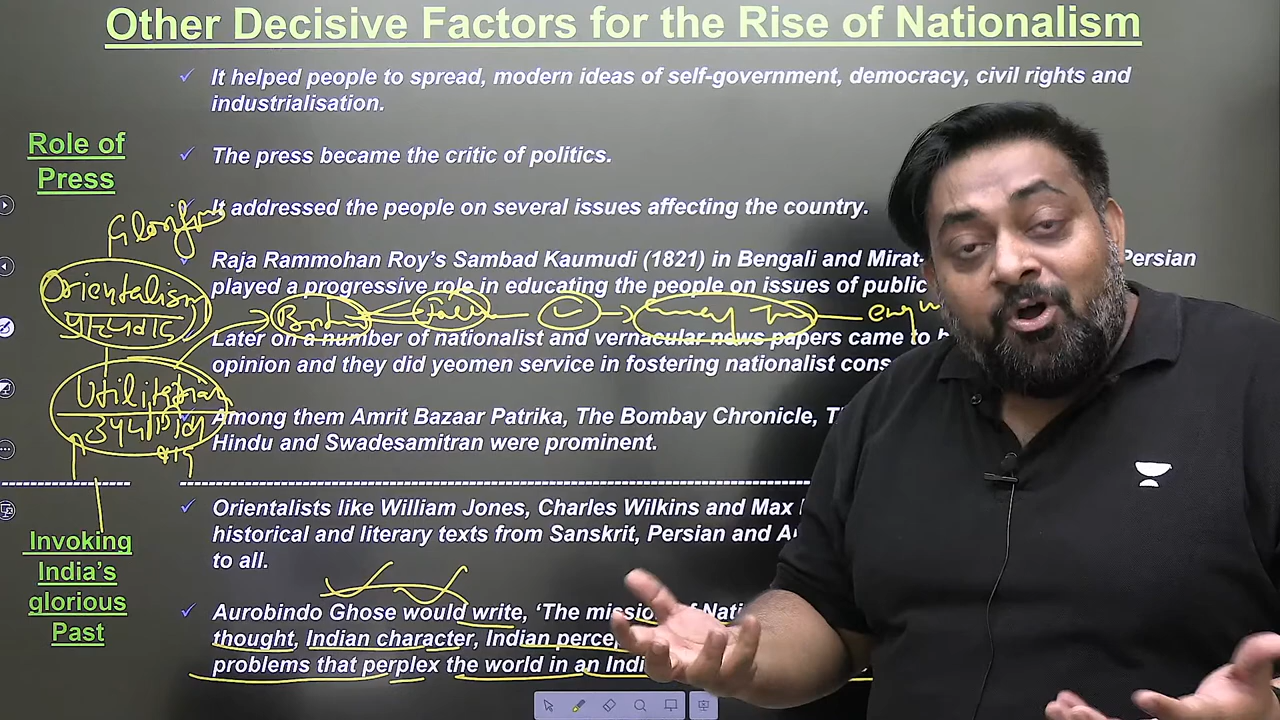 Other Decisive Factors for the Rise of Nationalism
Role of
Press
It helped people to spread, modern ideas of self-government, democracy, civil rights and
industrialisation.
The press became the critic of politics.
It addressed the people on several issues affecting the country.
Raja Rammohan Roy's Sambad Kaumudi (1821) in Bengali and Persian
played a progressive role in educating the people on issues of public
Later on a number of nationalist and vernacular news papers came to
opinion and they did yeomen service in fostering nationalist
Among them Amrit Bazaar Patrika, The Bombay Chronicle,
Hindu and Swadesamitran were prominent.
Orientalism
Utilitarian
Invoking
India's
glorious
Past
Orientalists like William Jones, Charles Wilkins and Max
historical and literary texts from Sanskrit, Persian and
to all.
Aurobindo Ghose would write, 'The mission of
thought, Indian character, Indian
problems that perplex the world in an